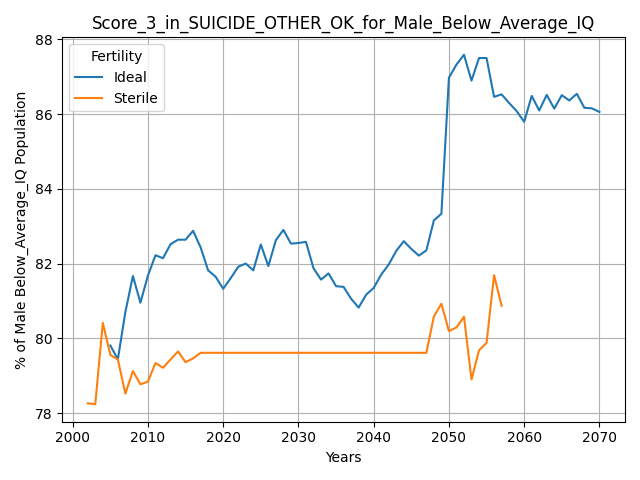 Score_3_in_SUICIDE_OTHER_OK_for_Male_Below_Average_IQ
% of Male Below_Average_IQ Population
88
86
84
82
80
78
Fertility
Ideal
Sterile
2000 2010 2020 2030 2040 2050 2060 2070
Years